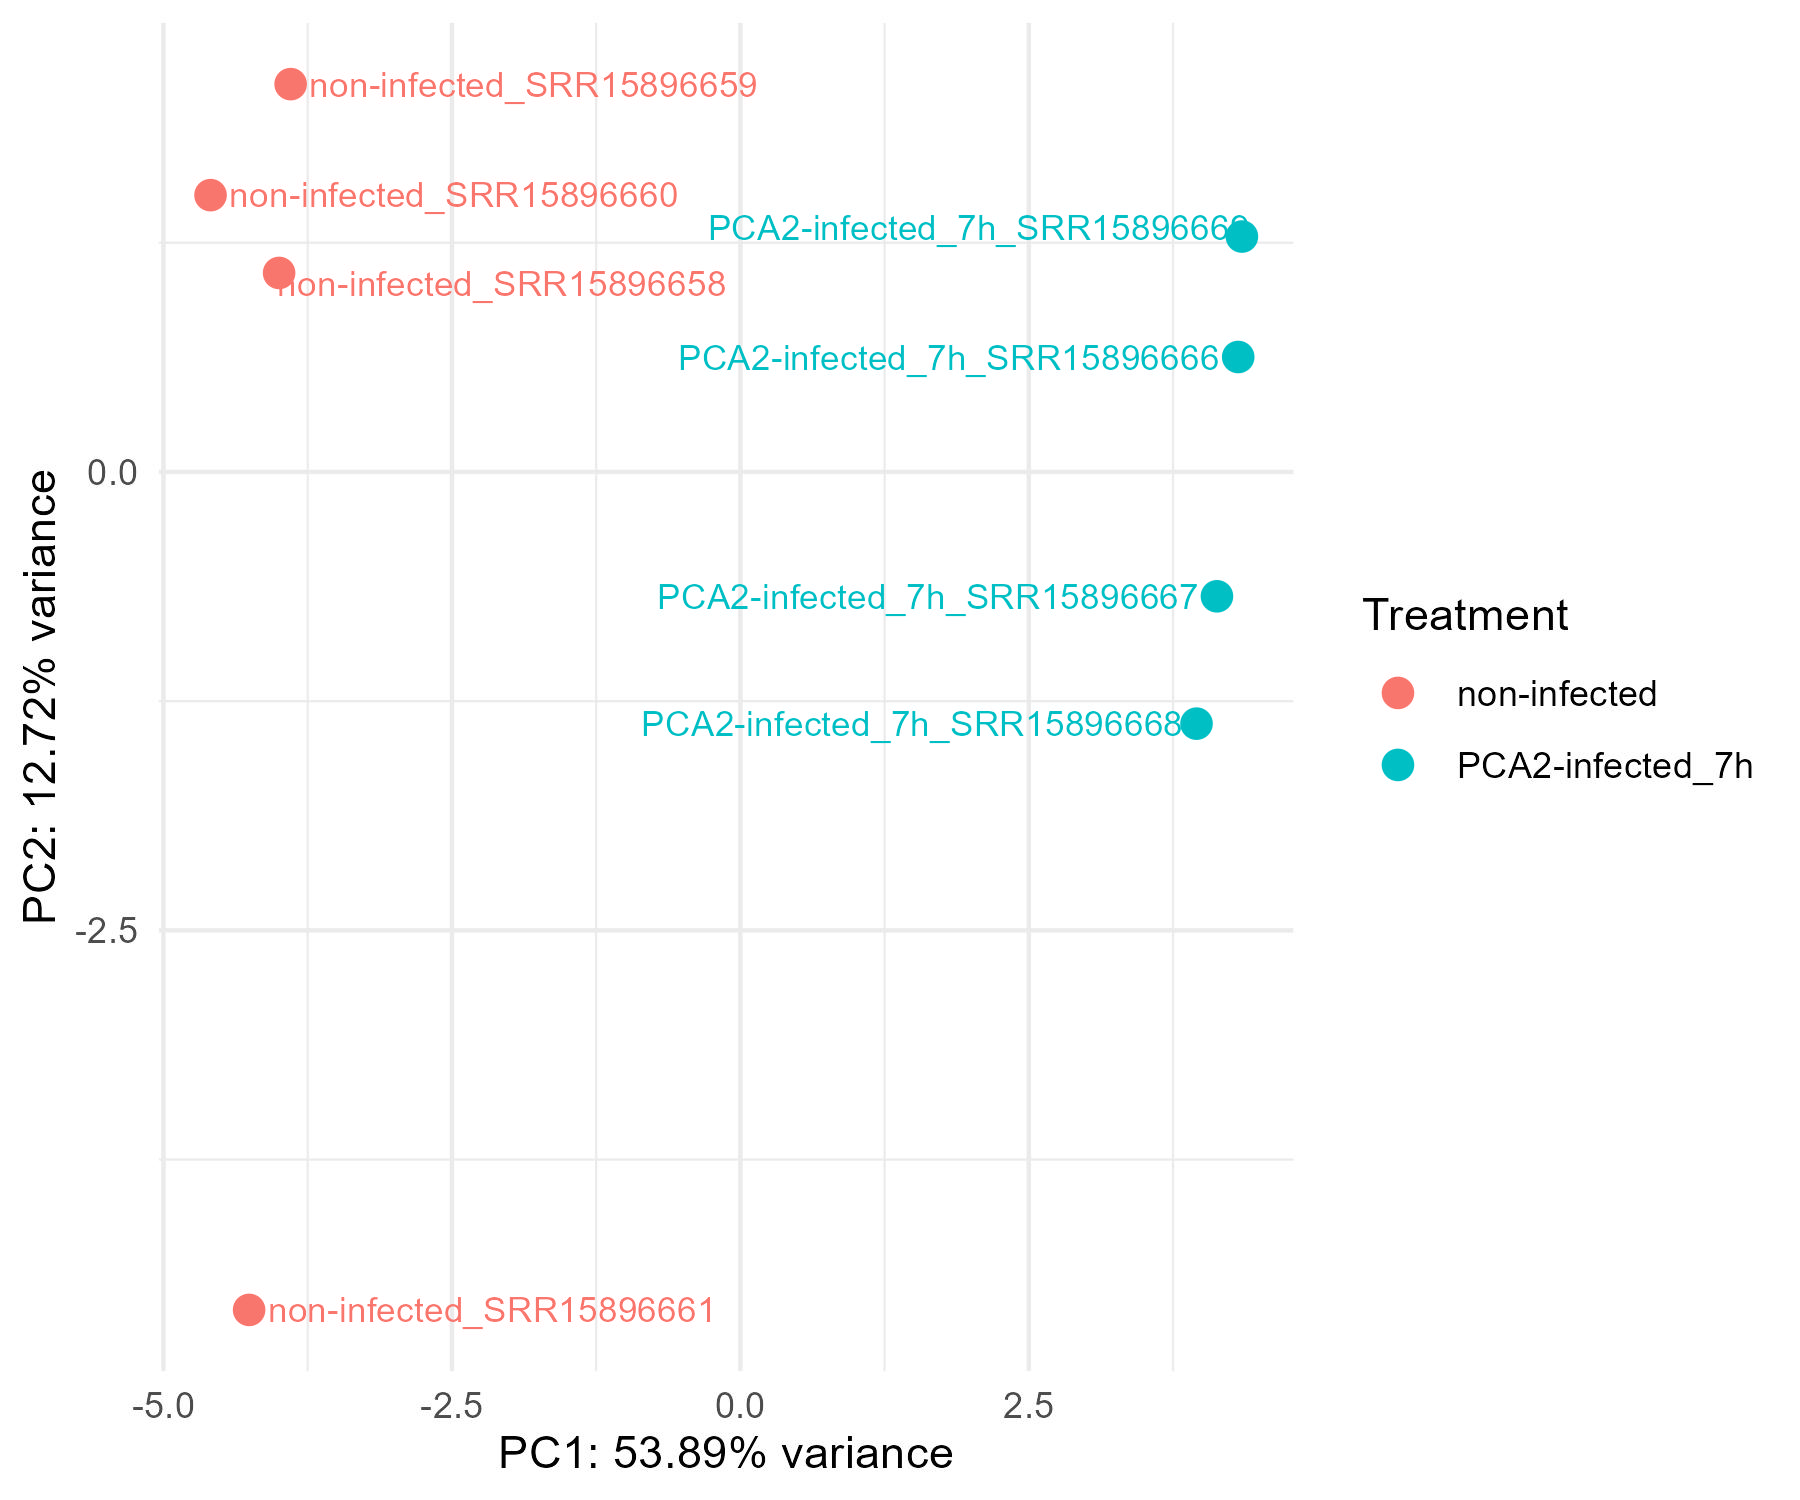 non-infected_SRR15896659
non-infected_SRR15896660
PCA2-infected_7h_SRR15896669
non-infected_SRR15896658
PCA2-infected_7h_SRR15896666
0.0
PCA2-infected_7h_SRR15896667
PCA2-infected_7h_SRR15896668
-2.5
non-infected_SRR15896661
-5.0
-2.5
0.0
2.5
PC1: 53.89% variance
PC2: 12.72% variance
Treatment
non-infected
PCA2-infected_7h